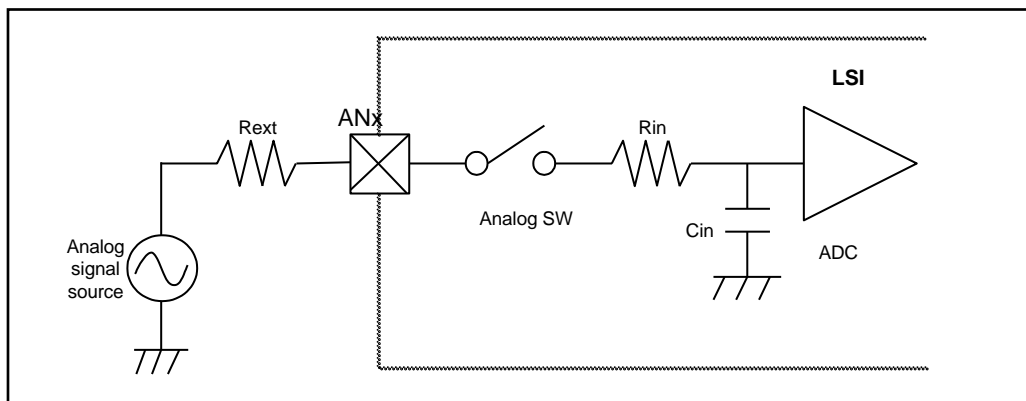 LSI
ANx
Rext
Rin
Analog SW
Cin
ADC
Analog
signal
source